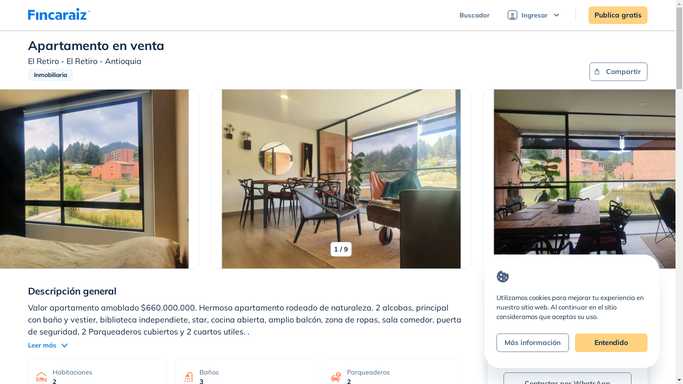 Fincaraiz
Buscador
Ingresar
Publica gratis
Apartamento en venta
El Retiro - El Retiro - Antioquia
Inmobiliaria
Compartir
1 / 9
Descripción general
Valor apartamento amoblado $660.000.000. Hermoso apartamento rodeado de naturaleza. 2 alcobas, principal
con baño y vestier, biblioteca independiente, star, cocina abierta, amplio balcón, zona de ropas, sala comedor, puerta
de seguridad, 2 Parqueaderos cubiertos y 2 cuartos utiles. .
Leer más
Habitaciones
2
Baños
3
Parqueaderos
2
Utilizamos cookies para mejorar tu experiencia en
nuestro sitio web. Al continuar en el sitio
consideramos que aceptas su uso.
Más información
Entendido
Contactar por WhatsApp